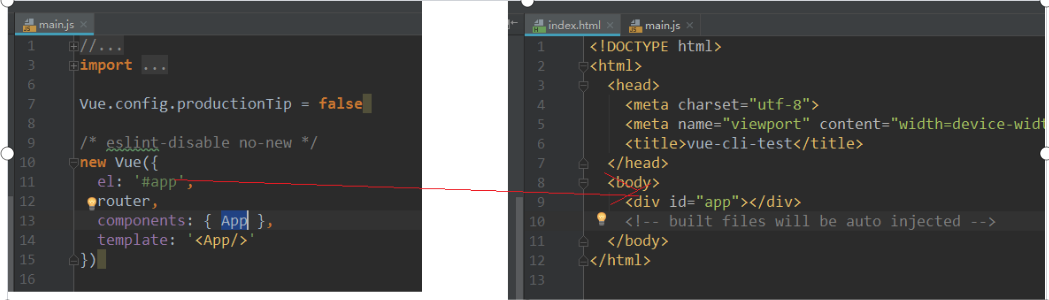 main.js
1 //...
3 import ...
6
7 Vue.config.productionTip = false
8
9 /* eslint-disable no-new */
10 new Vue({
11 el: '#app',
12 router,
13 components: { App },
14 template: '<App/>'
15 })
16
index.html main.js
1 <!DOCTYPE html>
2 <html>
3 <head>
4 <meta charset="utf-8">
5 <meta name="viewport" content="width=device-widt
6 <title>vue-cli-test</title>
7 </head>
8 <body>
9 <div id="app"></div>
10 <!-- built files will be auto injected -->
11 </body>
12 </html>
13